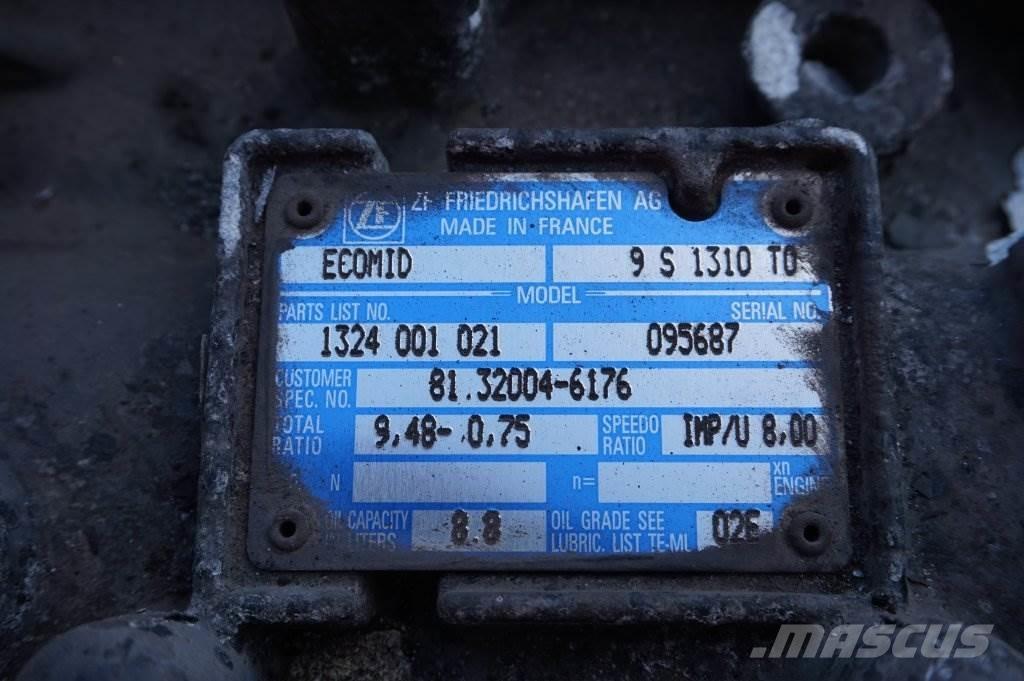 ZF FRIEDRICHSHAFEN AG
MADE IN FRANCE
ECOMID 9 S 1310 TO
MODEL
PARTS LIST NO. SERIAL NO.
1324 001 021 095687
CUSTOMER SPEC. NO. 81.32004-6176
TOTAL RATIO 9,48- 0,75 SPEEDO RATIO IMP/U 8,00
N n= xn ENGINE
OIL CAPACITY LITERS 8.8 OIL GRADE SEE LUBRIC. LIST TE-ML 02E
MASCUS